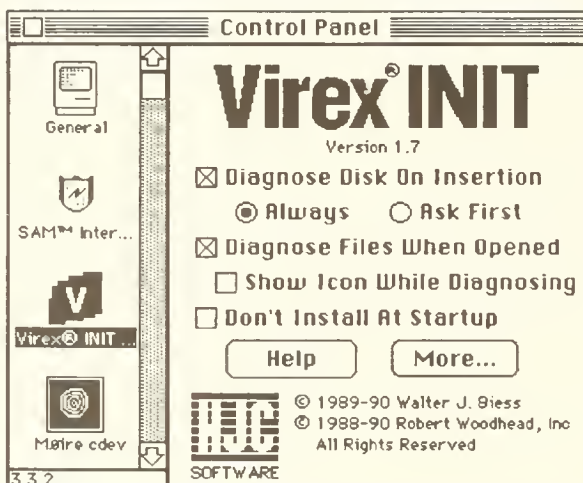 Control Panel
General
SAM™ Inter...
Virex® INIT ...
Moire cdev
3.3.2
Virex® INIT
Version 1.7
Diagnose Disk On Insertion
Always Ask First
Diagnose Files When Opened
Show Icon While Diagnosing
Don't Install At Startup
Help More...
HJC
SOFTWARE
© 1989-90 Walter J. Biess
© 1988-90 Robert Woodhead, Inc
All Rights Reserved